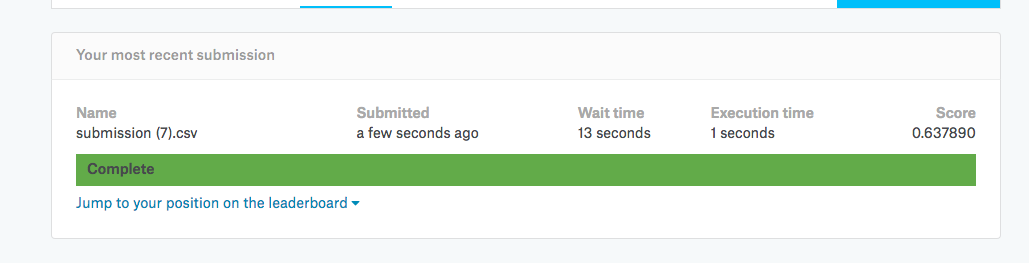 Your most recent submission
Name Submitted Wait time Execution time Score
submission (7).csv a few seconds ago 13 seconds 1 seconds 0.637890
Complete
Jump to your position on the leaderboard